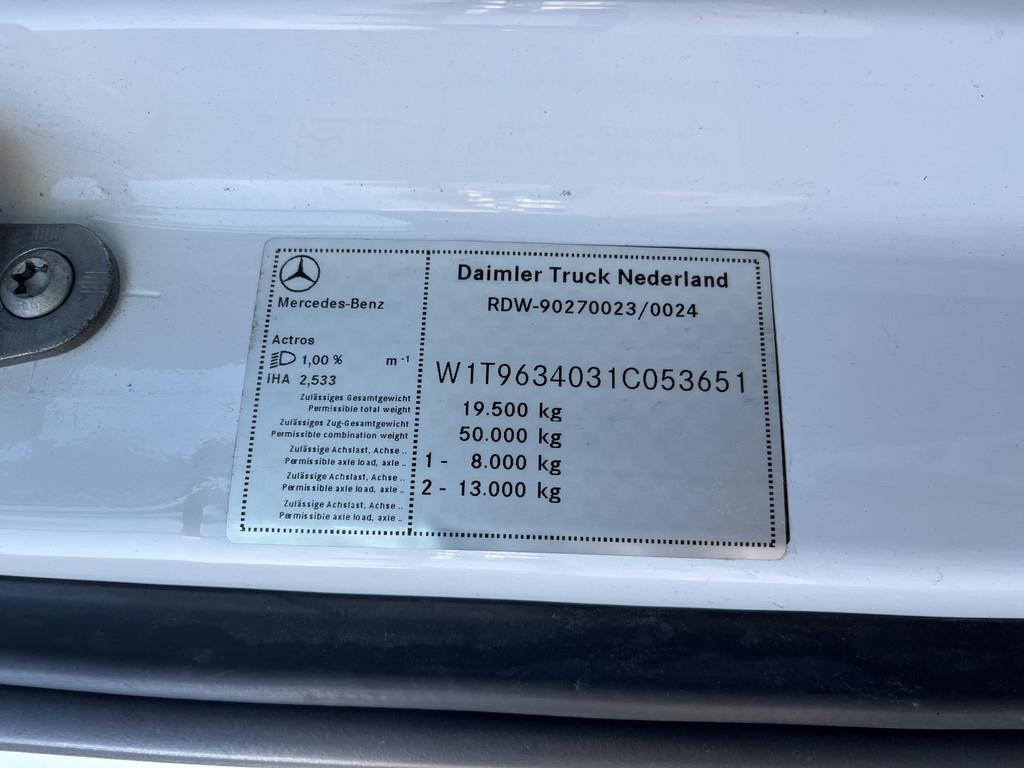 Mercedes-Benz
Actros
1,00 % m⁻¹
iHA 2,533
Daimler Truck Nederland
RDW-90270023/0024
W1T9634031C053651
Zulässiges Gesamtgewicht
Permissible total weight 19.500 kg
Zulässiges Zug-Gesamtgewicht
Permissible combination weight 50.000 kg
Zulässige Achslast, Achse ..
Permissible axle load, axle .. 1 - 8.000 kg
Zulässige Achslast, Achse ..
Permissible axle load, axle .. 2 - 13.000 kg
Zulässige Achslast, Achse ..
Permissible axle load, axle ..